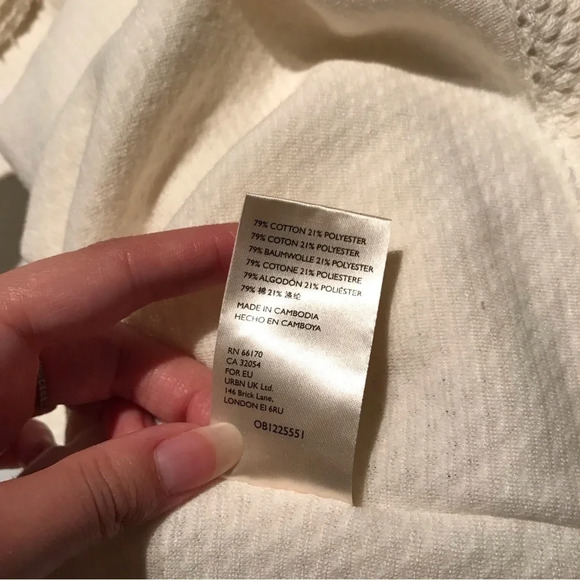 79% COTTON 21% POLYESTER
79% COTON 21% POLYESTER
79% BAUMWOLLE 21% POLYESTER
79% COTONE 21% POLIESTERE
79% ALGODÓN 21% POLIÉSTER
79% 棉 21% 涤纶
MADE IN CAMBODIA
HECHO EN CAMBOYA
RN 66170
CA 32054
FOR EU
URBN UK Ltd.
146 Brick Lane,
LONDON E1 6RU
OB1225551